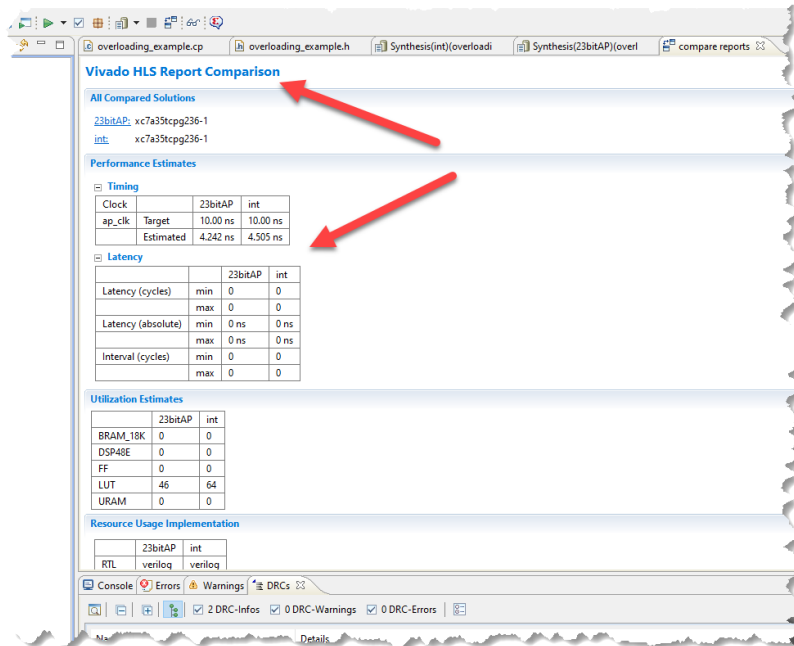 overloading_example.cp overloading_example.h Synthesis(int)(overloadi Synthesis(23bitAP)(overl compare reports
Vivado HLS Report Comparison
All Compared Solutions
23bitAP: xc7a35tcpg236-1
int: xc7a35tcpg236-1
Performance Estimates
Timing
Clock 23bitAP int
ap_clk Target 10.00 ns 10.00 ns
Estimated 4.242 ns 4.505 ns
Latency
23bitAP int
Latency (cycles) min 0 0
max 0 0
Latency (absolute) min 0 ns 0 ns
max 0 ns 0 ns
Interval (cycles) min 0 0
max 0 0
Utilization Estimates
23bitAP int
BRAM_18K 0 0
DSP48E 0 0
FF 0 0
LUT 46 64
URAM 0 0
Resource Usage Implementation
23bitAP int
RTL verilog verilog
Console Errors Warnings DRCs
2 DRC-Infos 0 DRC-Warnings 0 DRC-Errors
Details